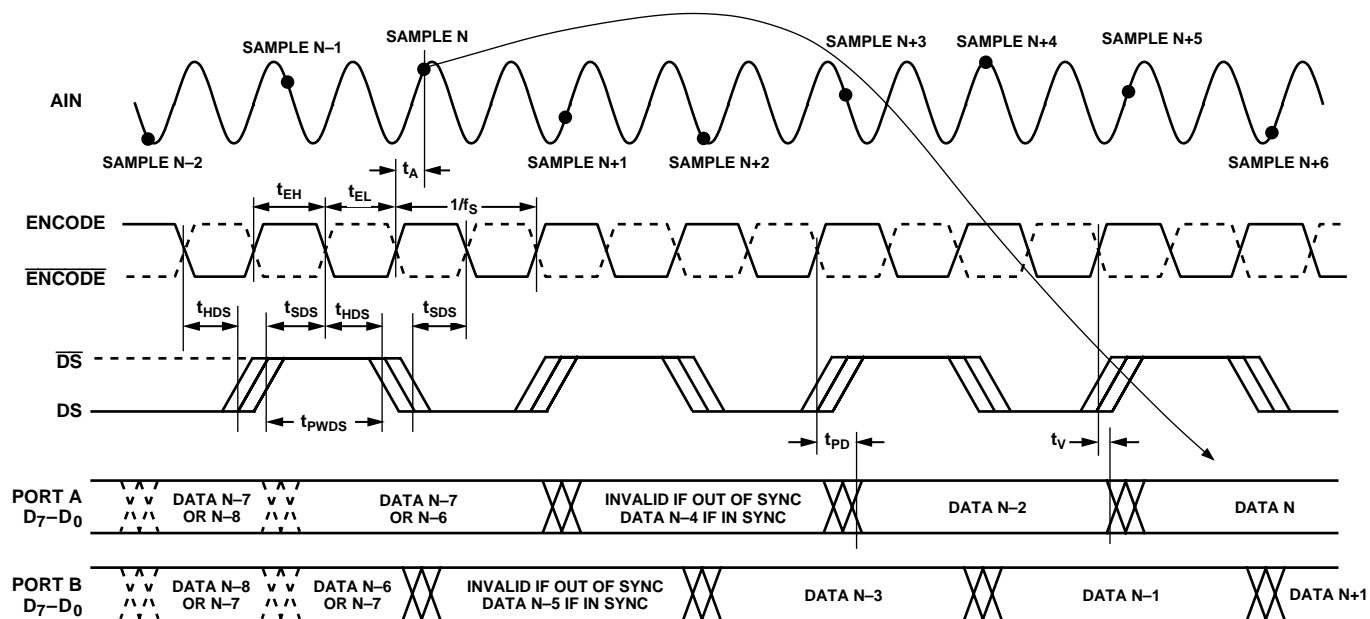 SAMPLE N–1
SAMPLE N
SAMPLE N+3
SAMPLE N+4
SAMPLE N+5
AIN
SAMPLE N–2
SAMPLE N+1
SAMPLE N+2
SAMPLE N+6
tA
tEH
tEL
1/fS
ENCODE
ENCODE
tHDS
tSDS
tHDS
tSDS
DS
DS
tPWDS
tPD
tV
PORT A
D7–D0
DATA N–7
OR N–8
DATA N–7
OR N–6
INVALID IF OUT OF SYNC
DATA N–4 IF IN SYNC
DATA N–2
DATA N
PORT B
D7–D0
DATA N–8
OR N–7
DATA N–6
OR N–7
INVALID IF OUT OF SYNC
DATA N–5 IF IN SYNC
DATA N–3
DATA N–1
DATA N+1